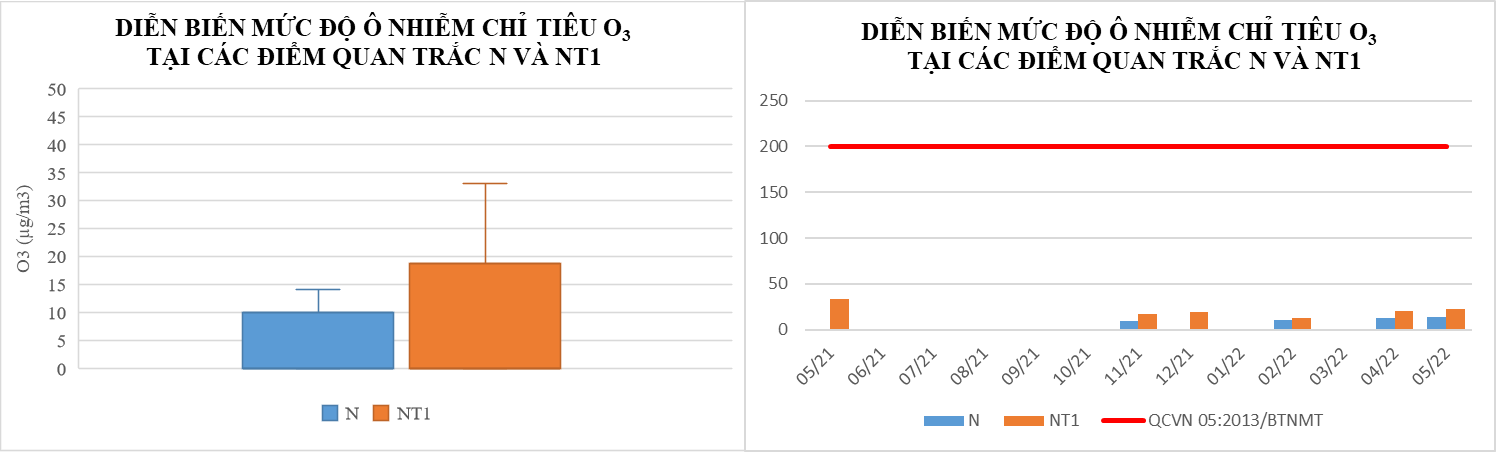 DIỄN BIẾN MỨC ĐỘ Ô NHIỄM CHỈ TIÊU O₃
TẠI CÁC ĐIỂM QUAN TRẮC N VÀ NT1
50
45
40
35
30
25
20
15
10
5
0
O3 (µg/m3)
N NT1
DIỄN BIẾN MỨC ĐỘ Ô NHIỄM CHỈ TIÊU O₃
TẠI CÁC ĐIỂM QUAN TRẮC N VÀ NT1
250
200
150
100
50
0
05/21 06/21 07/21 08/21 09/21 10/21 11/21 12/21 01/22 02/22 03/22 04/22 05/22
N NT1 QCVN 05:2013/BTNMT